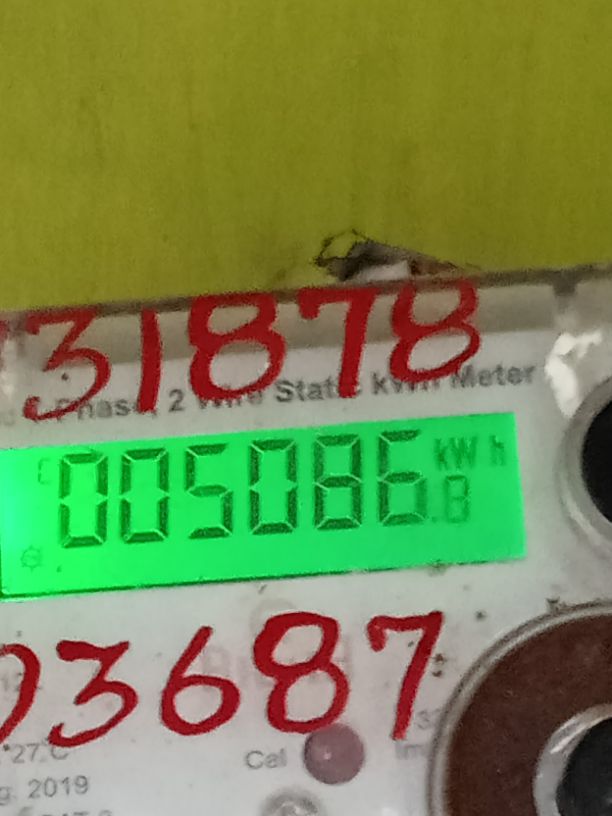 31878
Phase, 2 Wire Static kWh Meter
005086.8 kWh
03687
27°C
Cal
2019